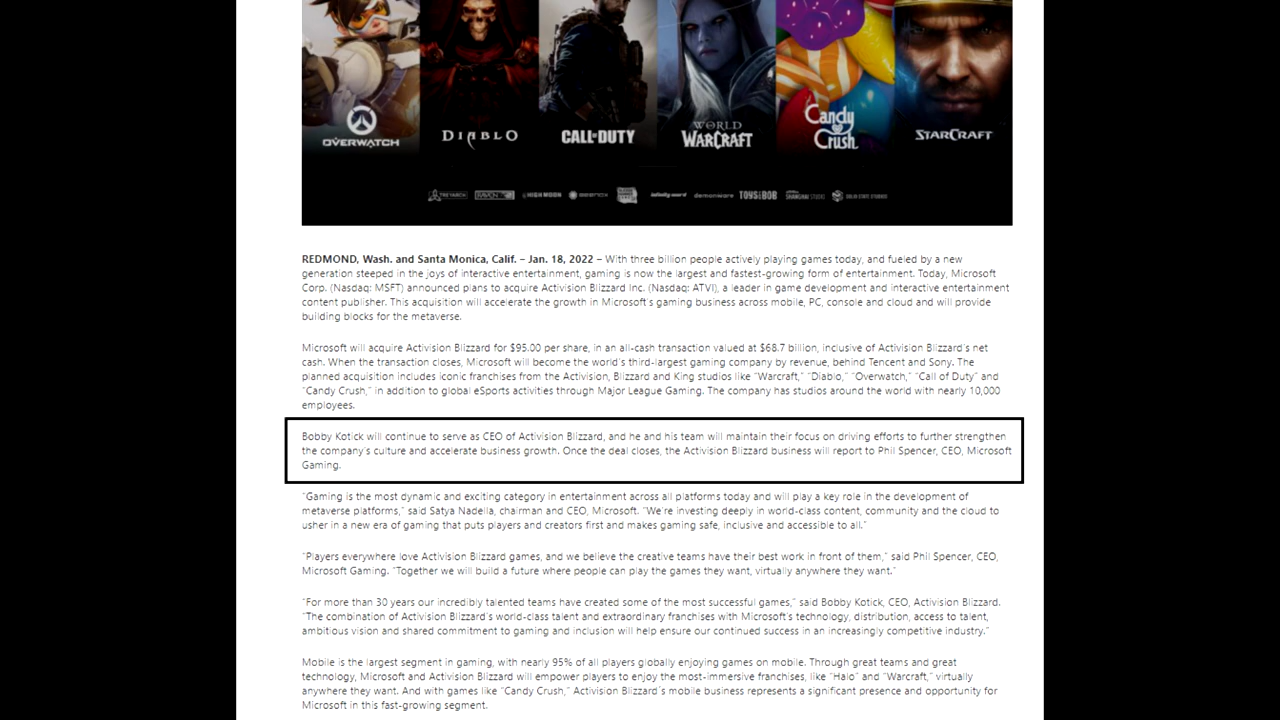 OVERWATCH
DIABLO
CALL OF DUTY
WORLD
WARCRAFT
Candy
Crush
STARCRAFT
TREYARCH
RAVEN
HIGH MOON
BEENOX
infinity ward
demonware
TOYS FOR BOB
SHANGHAI STUDIO
SOLID STATE STUDIOS
REDMOND, Wash. and Santa Monica, Calif. – Jan. 18, 2022 – With three billion people actively playing games today, and fueled by a new
generation steeped in the joys of interactive entertainment, gaming is now the largest and fastest-growing form of entertainment. Today, Microsoft
Corp. (Nasdaq: MSFT) announced plans to acquire Activision Blizzard Inc. (Nasdaq: ATVI), a leader in game development and interactive entertainment
content publisher. This acquisition will accelerate the growth in Microsoft's gaming business across mobile, PC, console and cloud and will provide
building blocks for the metaverse.
Microsoft will acquire Activision Blizzard for $95.00 per share, in an all-cash transaction valued at $68.7 billion, inclusive of Activision Blizzard's net
cash. When the transaction closes, Microsoft will become the world's third-largest gaming company by revenue, behind Tencent and Sony. The
planned acquisition includes iconic franchises from the Activision, Blizzard and King studios like "Warcraft," "Diablo," "Overwatch," "Call of Duty" and
"Candy Crush," in addition to global eSports activities through Major League Gaming. The company has studios around the world with nearly 10,000
employees.
Bobby Kotick will continue to serve as CEO of Activision Blizzard, and he and his team will maintain their focus on driving efforts to further strengthen
the company's culture and accelerate business growth. Once the deal closes, the Activision Blizzard business will report to Phil Spencer, CEO, Microsoft
Gaming.
"Gaming is the most dynamic and exciting category in entertainment across all platforms today and will play a key role in the development of
metaverse platforms," said Satya Nadella, chairman and CEO, Microsoft. "We're investing deeply in world-class content, community and the cloud to
usher in a new era of gaming that puts players and creators first and makes gaming safe, inclusive and accessible to all."
"Players everywhere love Activision Blizzard games, and we believe the creative teams have their best work in front of them," said Phil Spencer, CEO,
Microsoft Gaming. "Together we will build a future where people can play the games they want, virtually anywhere they want."
"For more than 30 years our incredibly talented teams have created some of the most successful games," said Bobby Kotick, CEO, Activision Blizzard.
"The combination of Activision Blizzard's world-class talent and extraordinary franchises with Microsoft's technology, distribution, access to talent,
ambitious vision and shared commitment to gaming and inclusion will help ensure our continued success in an increasingly competitive industry."
Mobile is the largest segment in gaming, with nearly 95% of all players globally enjoying games on mobile. Through great teams and great
technology, Microsoft and Activision Blizzard will empower players to enjoy the most-immersive franchises, like "Halo" and "Warcraft," virtually
anywhere they want. And with games like "Candy Crush," Activision Blizzard's mobile business represents a significant presence and opportunity for
Microsoft in this fast-growing segment.